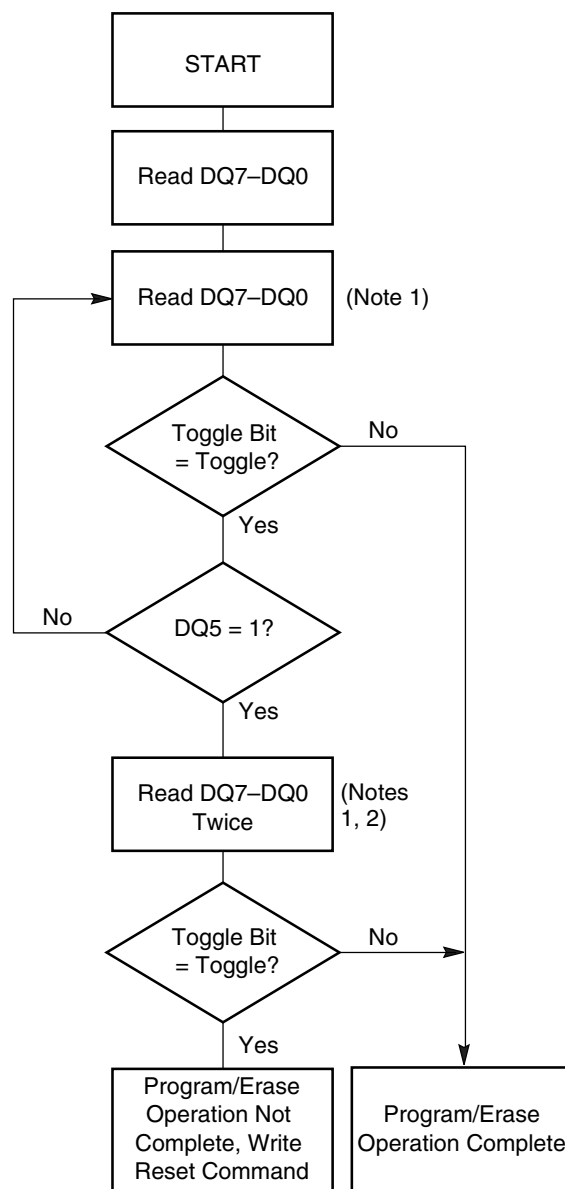 START
Read DQ7–DQ0
Read DQ7–DQ0
(Note 1)
Toggle Bit
= Toggle?
No
Yes
No
DQ5 = 1?
Yes
Read DQ7–DQ0
Twice
(Notes
1, 2)
Toggle Bit
= Toggle?
No
Yes
Program/Erase
Operation Not
Complete, Write
Reset Command
Program/Erase
Operation Complete